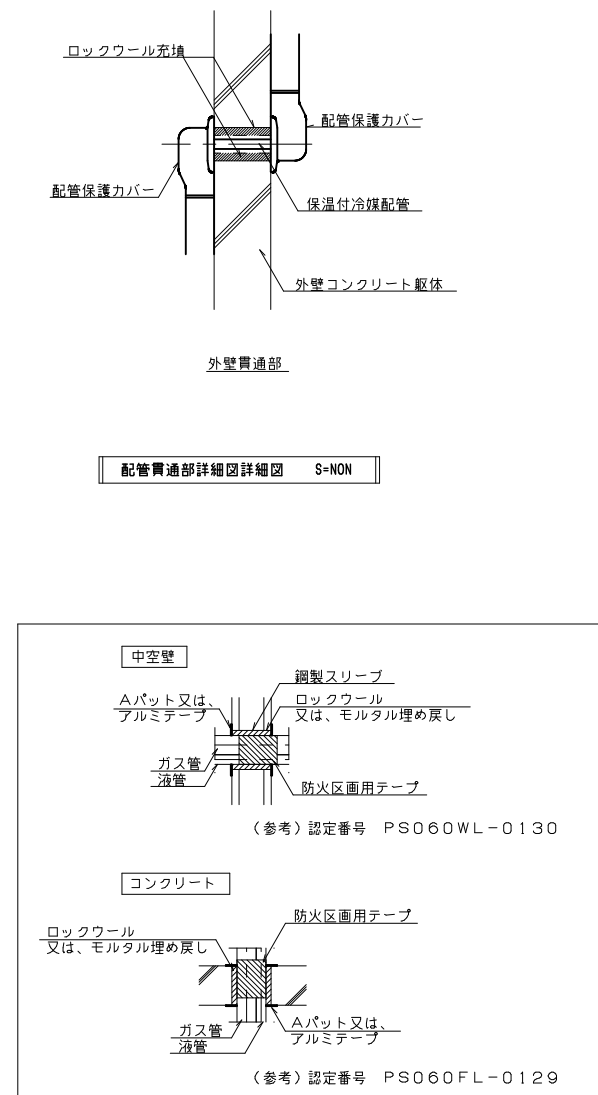 ロックウール充填
配管保護カバー
配管保護カバー
保温付冷媒配管
外壁コンクリート躯体
外壁貫通部
配管貫通部詳細図詳細図 S=NON
中空壁
鋼製スリーブ
Aパット又は、
アルミテープ
ロックウール
又は、モルタル埋め戻し
ガス管
液管
防火区画用テープ
(参考)認定番号 PS060WL-0130
コンクリート
防火区画用テープ
ロックウール
又は、モルタル埋め戻し
ガス管
液管
Aパット又は、
アルミテープ
(参考)認定番号 PS060FL-0129